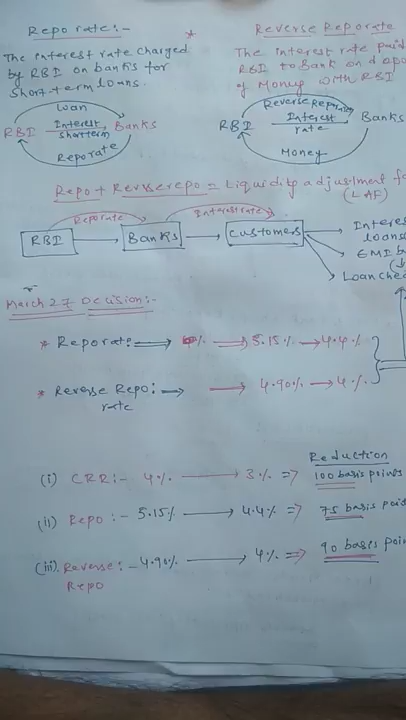 Repo rate:-
* Reverse Repo rate
The interest rate charged
by RBI on banks for
short-term loans.
The interest rate paid
RBI to Bank on depo
of Money with RBI
Loan
RBI Interest Banks
Short term
Repo rate
Reverse Repo rate
RBI Interest Banks
rate
Money
Repo + Reverse repo = Liquidity adjustment fa
(LAF)
Repo rate
Interest rate
RBI Banks Customers
Interes
loans
EMI
Loan
March 27 Decision:-
* Repo rate: 5.15% 4.4%
* Reverse Repo: 4.90% 4%
rate
Reduction
(i) CRR:- 4% 3% => 100 basis points
(ii) Repo:- 5.15% 4.4% => 75 basis poi
(iii) Reverse:- 4.90% 4% => 90 basis poin
Repo